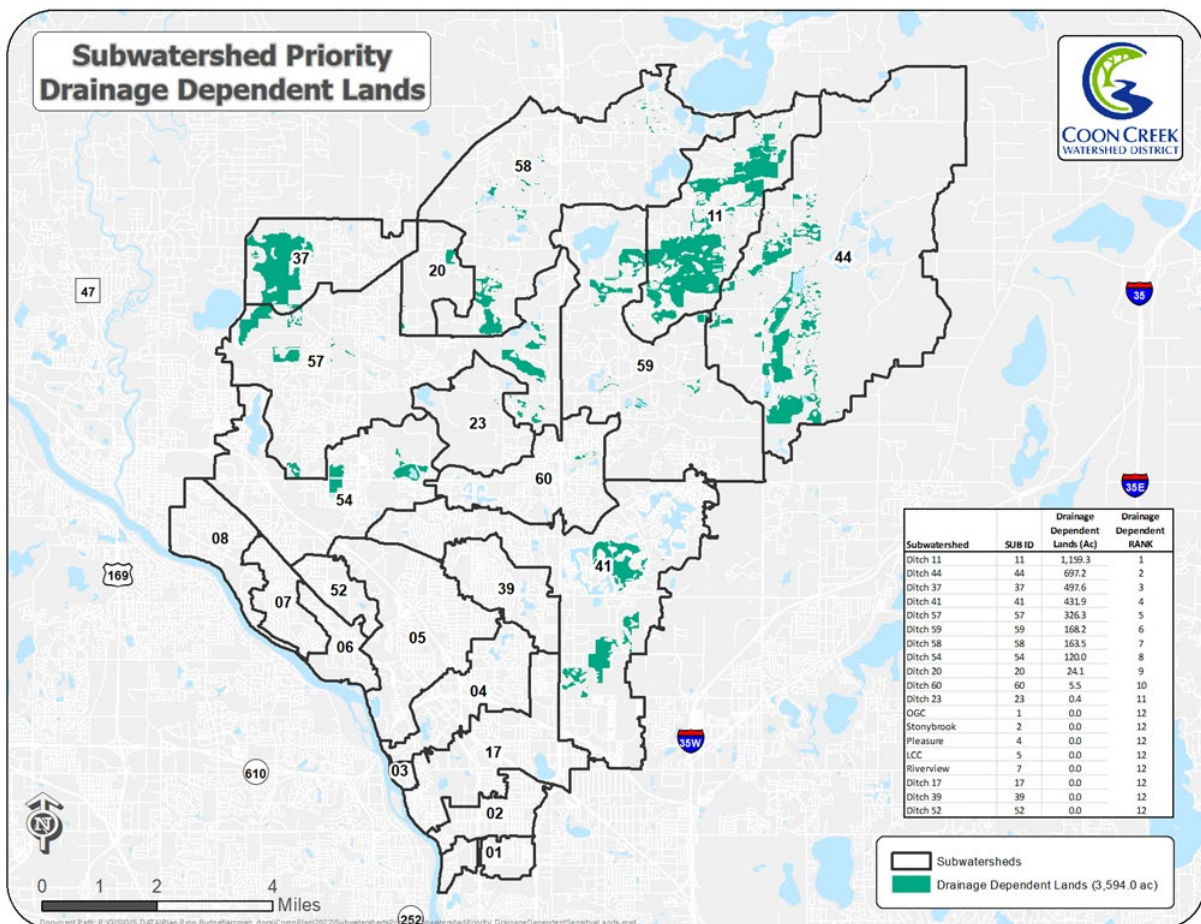 Subwatershed Priority
Drainage Dependent Lands
COON CREEK
WATERSHED DISTRICT
58
11
44
37
20
47
35
57
59
23
60
54
35E
08
41
169
52
39
07
05
06
04
35W
17
03
610
02
01
252
Subwatershed SUB ID Drainage Dependent Lands (Ac) Drainage Dependent RANK
Ditch 11 11 1,159.3 1
Ditch 44 44 697.2 2
Ditch 37 37 497.6 3
Ditch 41 41 431.9 4
Ditch 57 57 326.3 5
Ditch 59 59 168.2 6
Ditch 58 58 163.5 7
Ditch 54 54 120.0 8
Ditch 20 20 24.1 9
Ditch 60 60 5.5 10
Ditch 23 23 0.4 11
OGC 1 0.0 12
Stonybrook 2 0.0 12
Pleasure 4 0.0 12
LCC 5 0.0 12
Riverview 7 0.0 12
Ditch 17 17 0.0 12
Ditch 39 39 0.0 12
Ditch 52 52 0.0 12
Subwatersheds
Drainage Dependent Lands (3,594.0 ac)
N
0 1 2 4
Miles